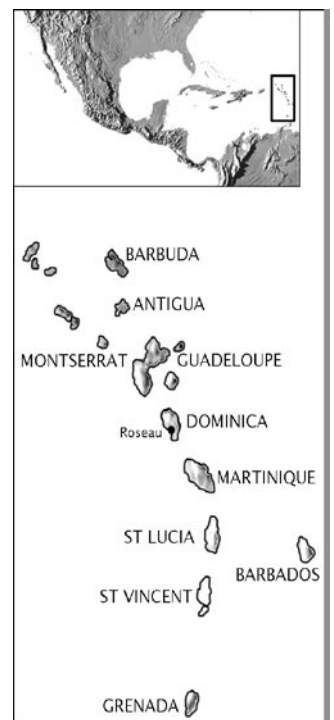 BARBUDA
ANTIGUA
MONTSERRAT
GUADELOUPE
DOMINICA
Roseau
MARTINIQUE
ST LUCIA
BARBADOS
ST VINCENT
GRENADA